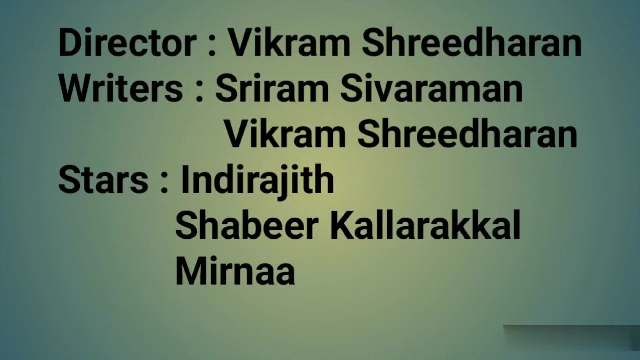 Director : Vikram Shreedharan
Writers : Sriram Sivaraman
Vikram Shreedharan
Stars : Indirajith
Shabeer Kallarakkal
Mirnaa